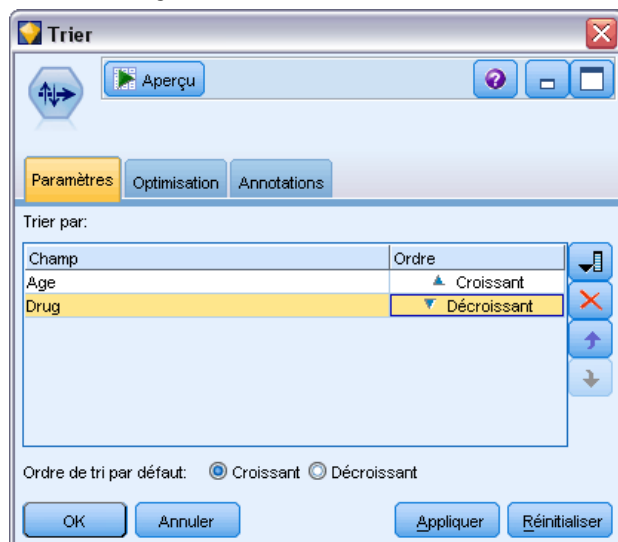 Trier
Aperçu
Paramètres Optimisation Annotations
Trier par:
Champ Ordre
Age Croissant
Drug Décroissant
Ordre de tri par défaut: Croissant Décroissant
OK Annuler Appliquer Réinitialiser